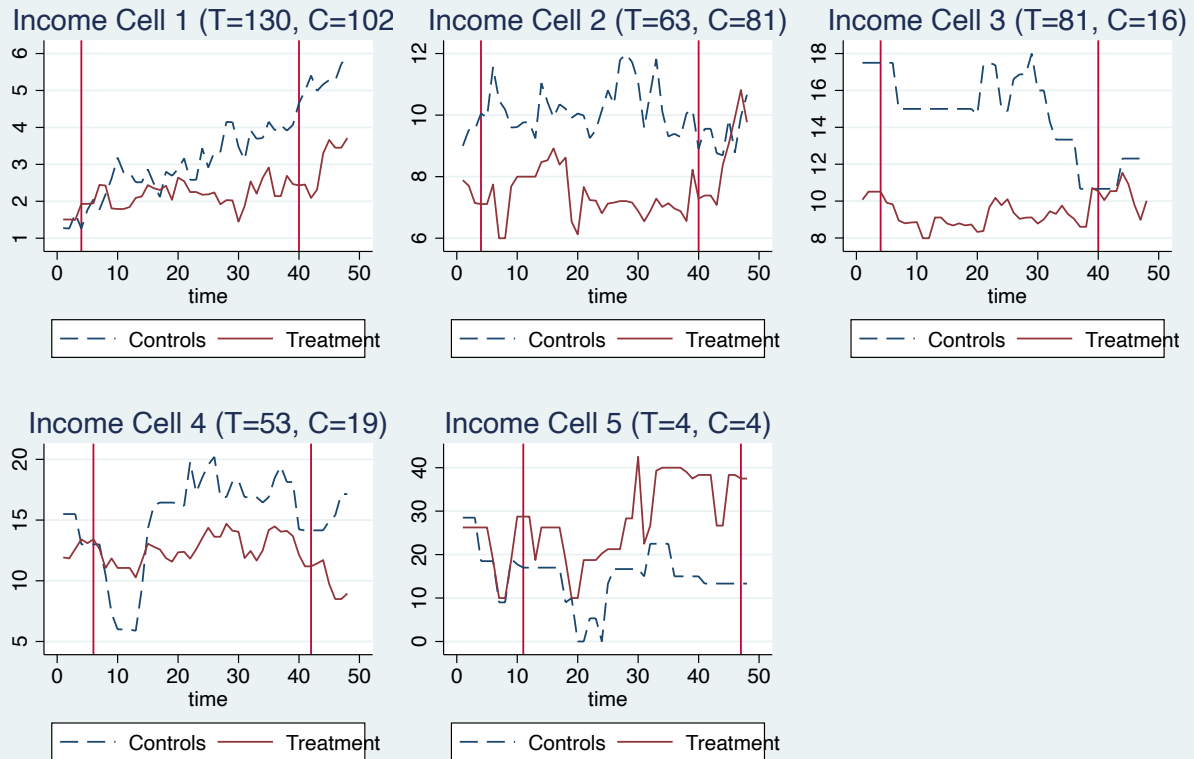 Income Cell 1 (T=130, C=102
6
5
4
3
2
1
0 10 20 30 40 50
time
Controls Treatment
Income Cell 2 (T=63, C=81)
12
10
8
6
0 10 20 30 40 50
time
Controls Treatment
Income Cell 3 (T=81, C=16)
18
16
14
12
10
8
0 10 20 30 40 50
time
Controls Treatment
Income Cell 4 (T=53, C=19)
20
15
10
5
0 10 20 30 40 50
time
Controls Treatment
Income Cell 5 (T=4, C=4)
40
30
20
10
0
0 10 20 30 40 50
time
Controls Treatment